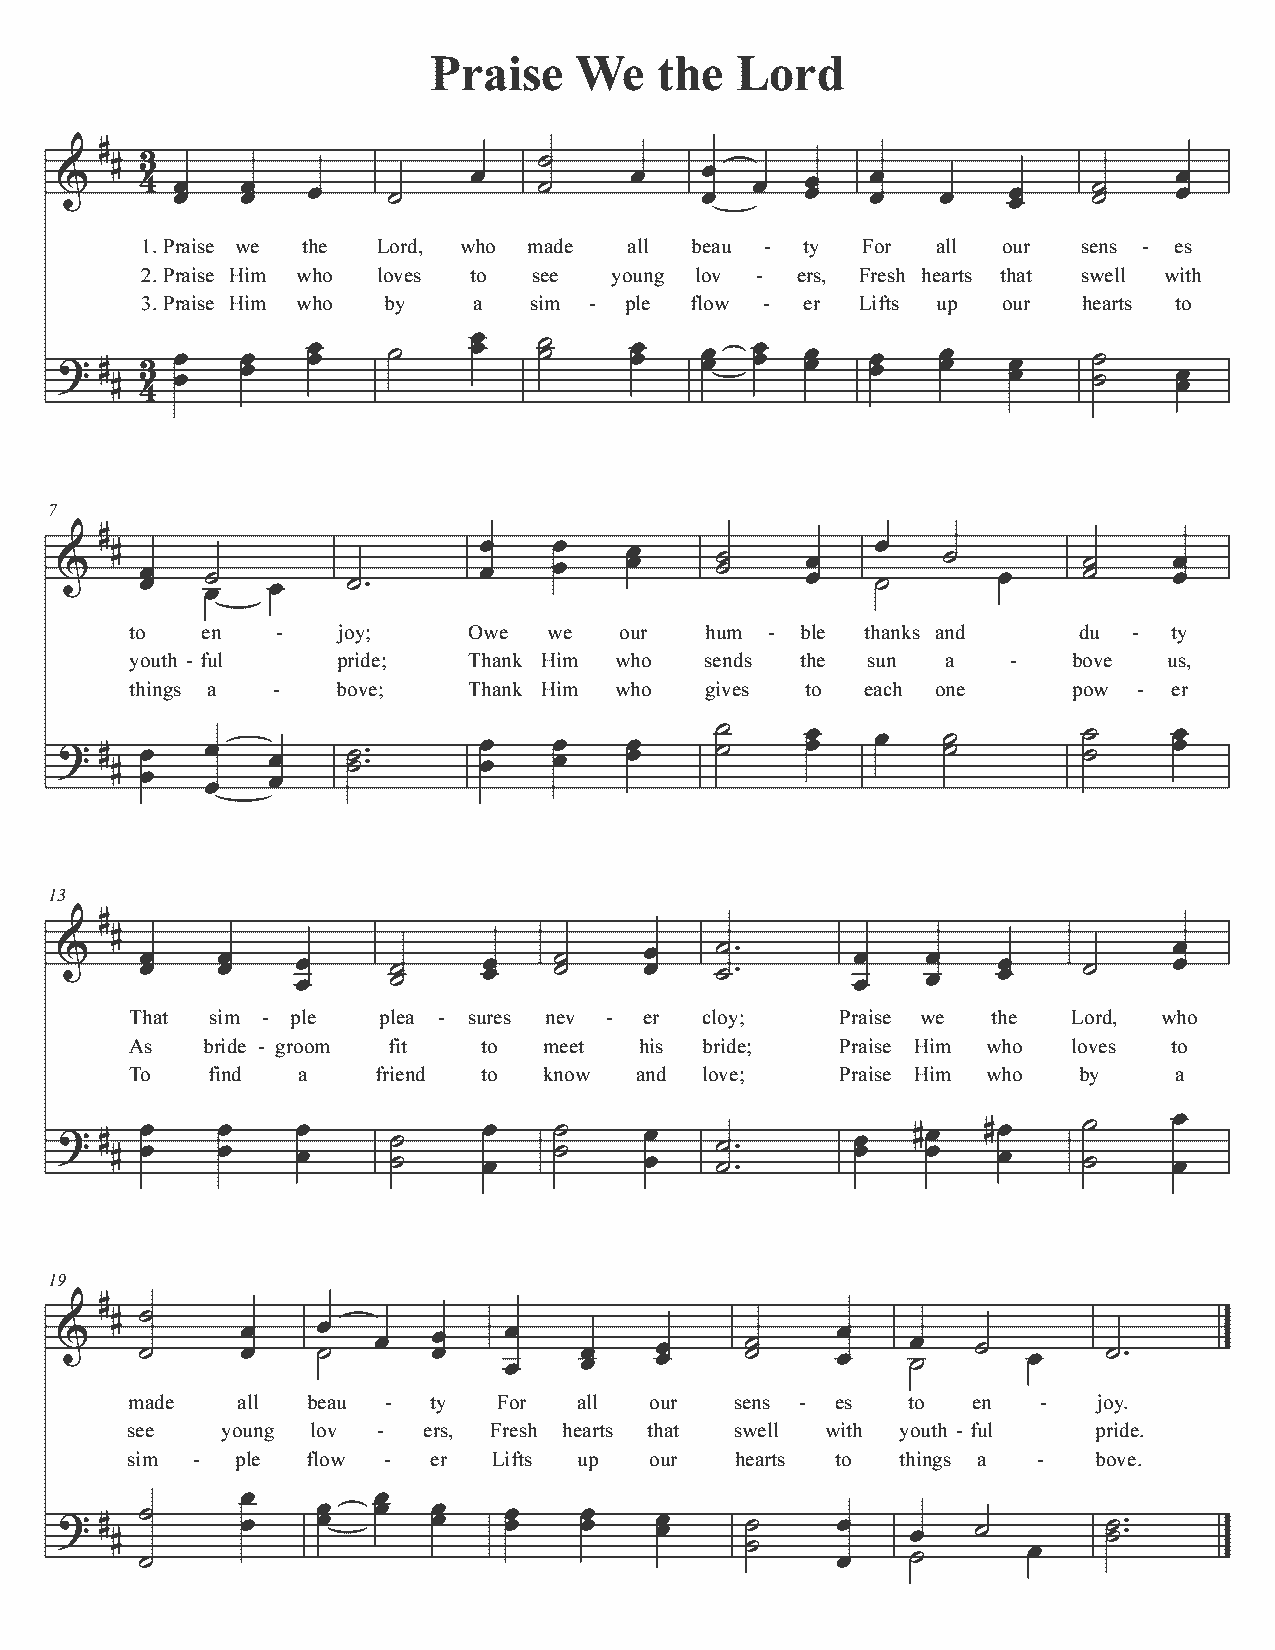 Praise We the Lord
3
4
1. Praise we the Lord, who made all beau - ty For all our sens - es
2. Praise Him who loves to see young lov - ers, Fresh hearts that swell with
3. Praise Him who by a sim - ple flow - er Lifts up our hearts to
3
4
7
to en - joy; Owe we our hum - ble thanks and du - ty
youth - ful pride; Thank Him who sends the sun a - bove us,
things a - bove; Thank Him who gives to each one pow - er
13
That sim - ple plea - sures nev - er cloy; Praise we the Lord, who
As bride - groom fit to meet his bride; Praise Him who loves to
To find a friend to know and love; Praise Him who by a
19
made all beau - ty For all our sens - es to en - joy.
see young lov - ers, Fresh hearts that swell with youth - ful pride.
sim - ple flow - er Lifts up our hearts to things a - bove.